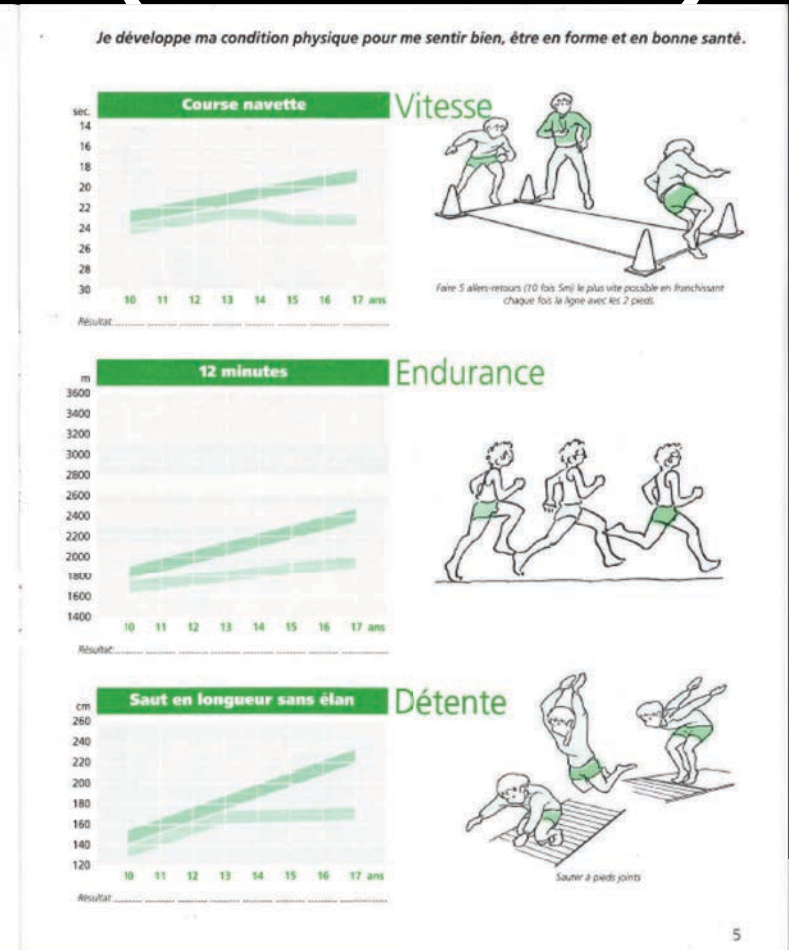 Je développe ma condition physique pour me sentir bien, être en forme et en bonne santé.
Course navette
Vitesse
sec.
14
16
18
20
22
24
26
28
30
10 11 12 13 14 15 16 17 ans
Résultat:
Faire 5 allers-retours (10 fois 5m) le plus vite possible en franchissant
chaque fois la ligne avec les 2 pieds.
12 minutes
Endurance
m
3600
3400
3200
3000
2800
2600
2400
2200
2000
1800
1600
1400
10 11 12 13 14 15 16 17 ans
Résultat:
Saut en longueur sans élan
Détente
cm
260
240
220
200
180
160
140
120
10 11 12 13 14 15 16 17 ans
Résultat:
Sauter à pieds joints
5